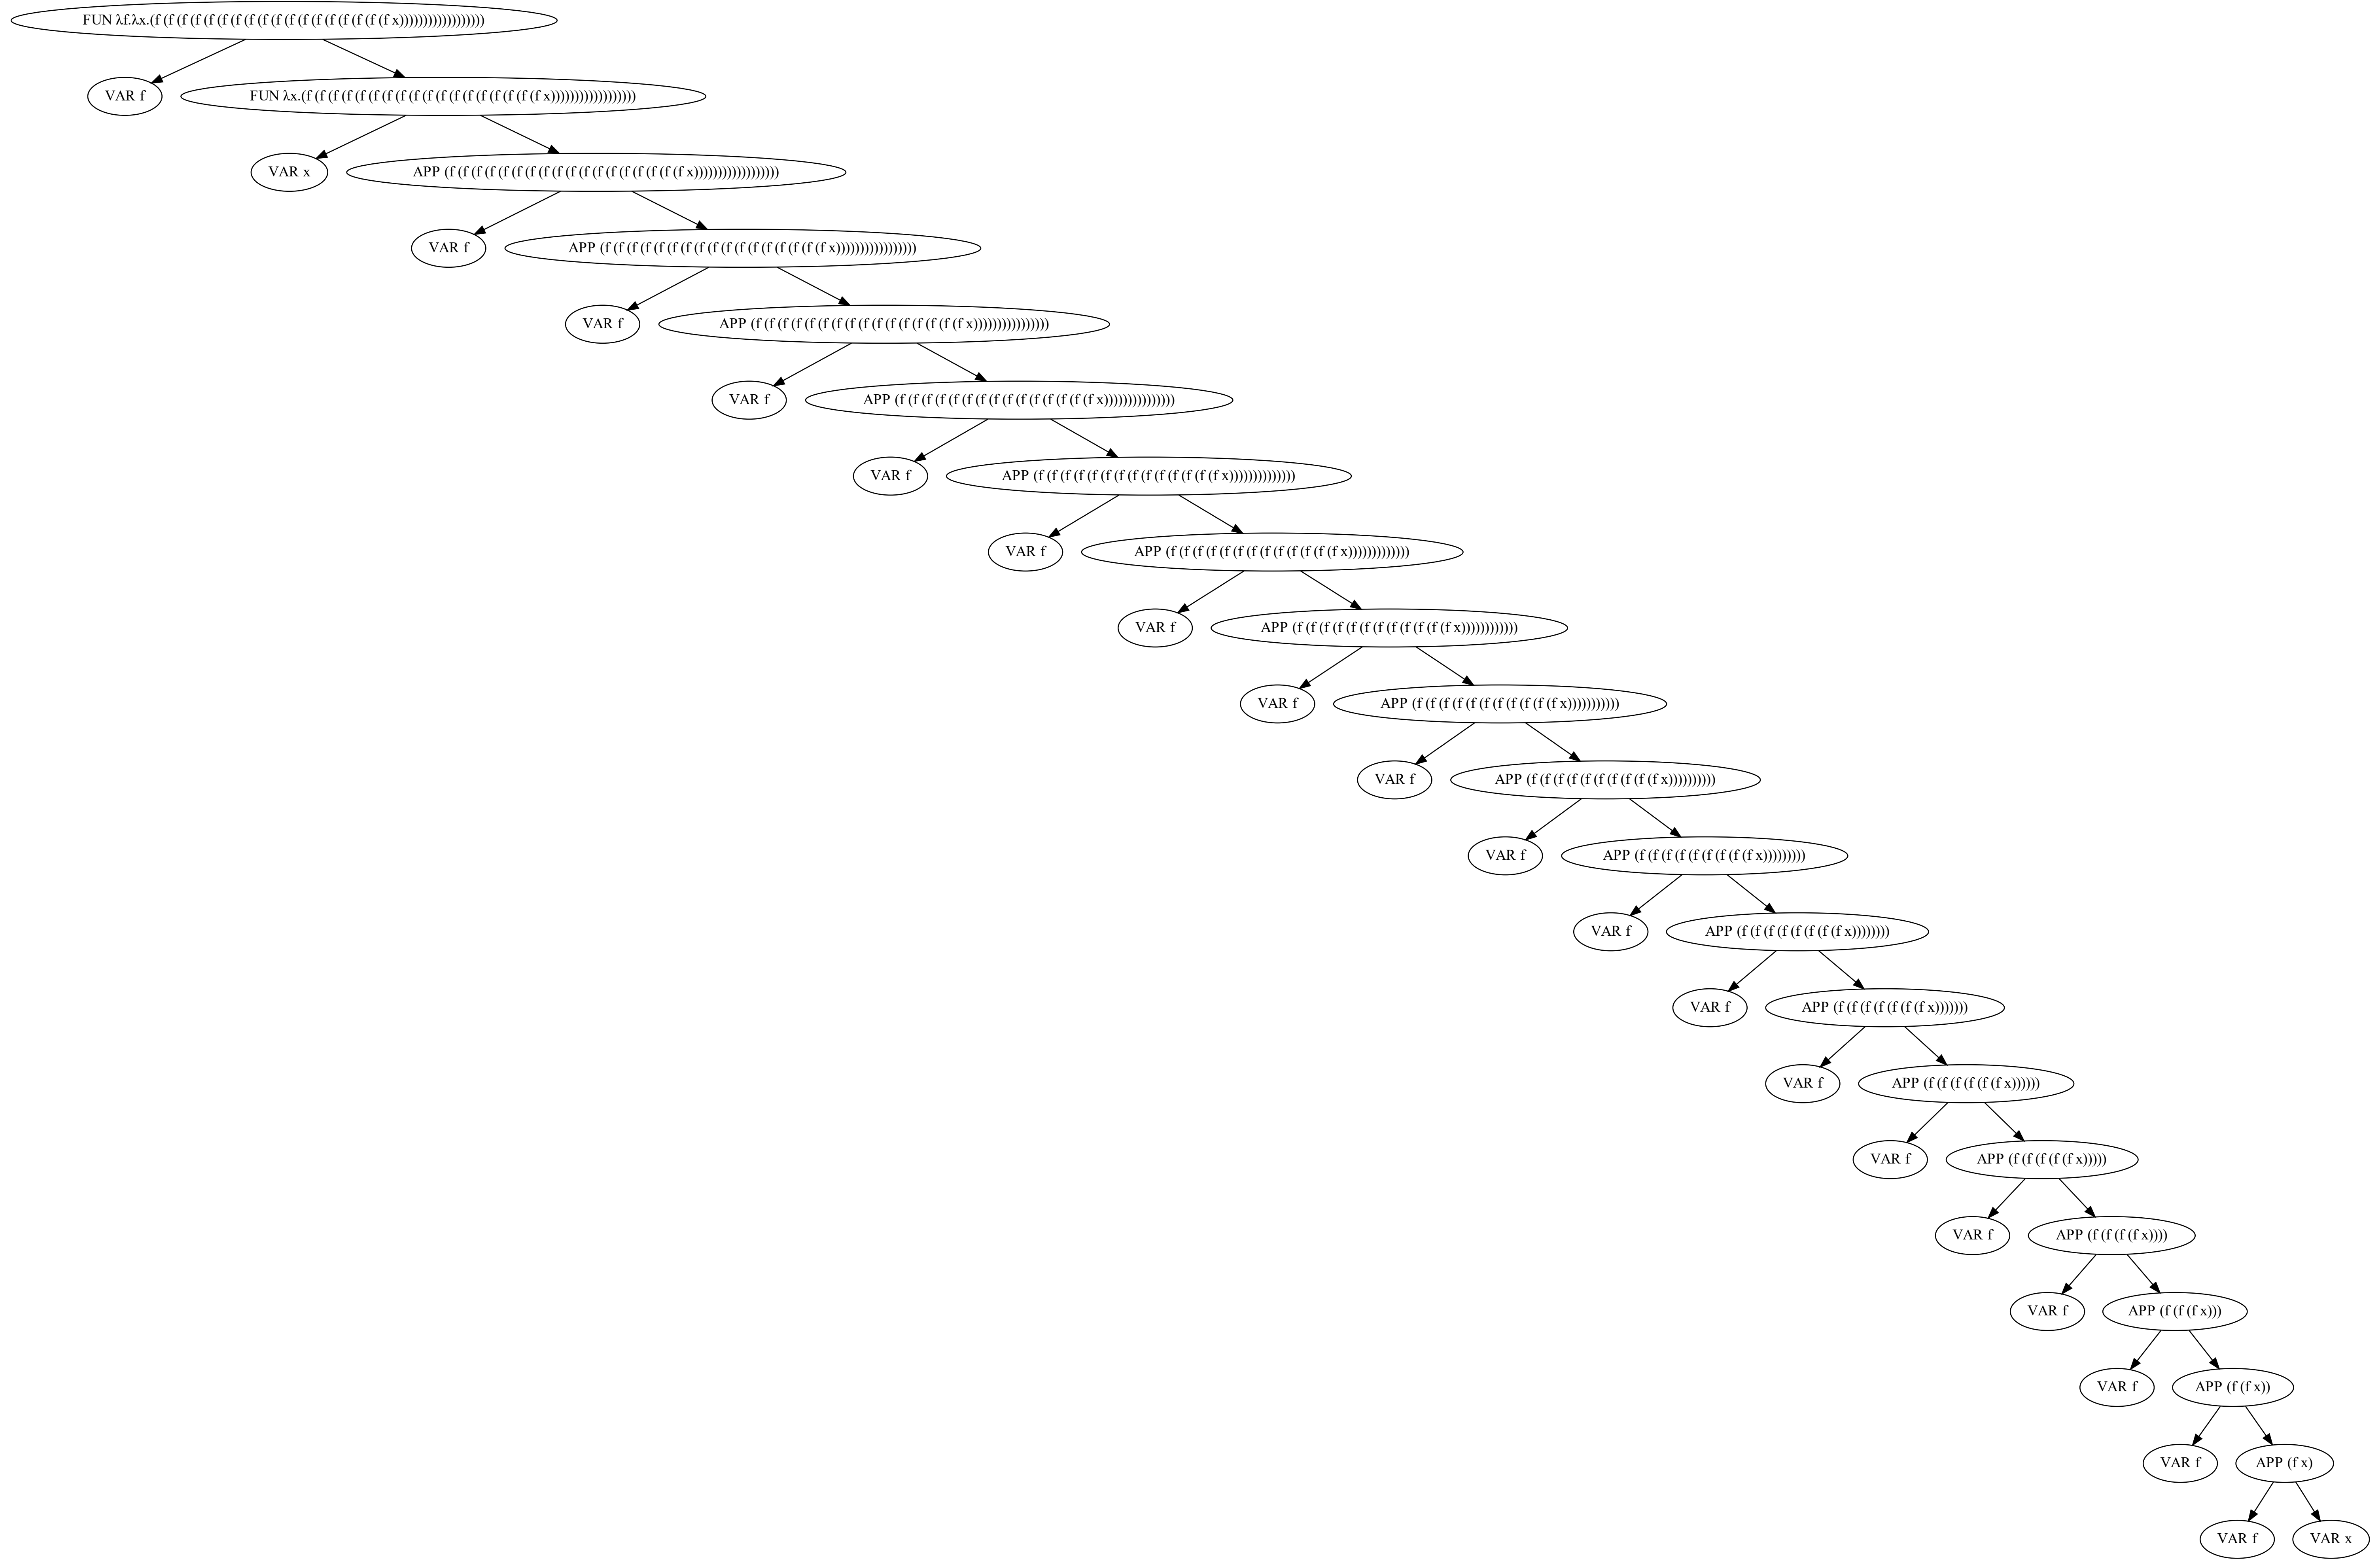 FUN λf.λx.(f (f (f (f (f (f (f (f (f (f (f (f (f (f (f (f (f (f x))))))))))))))))))
VAR f
FUN λx.(f (f (f (f (f (f (f (f (f (f (f (f (f (f (f (f (f (f x))))))))))))))))))
VAR x
APP (f (f (f (f (f (f (f (f (f (f (f (f (f (f (f (f (f (f x))))))))))))))))))
VAR f
APP (f (f (f (f (f (f (f (f (f (f (f (f (f (f (f (f (f x)))))))))))))))))
VAR f
APP (f (f (f (f (f (f (f (f (f (f (f (f (f (f (f (f x))))))))))))))))
VAR f
APP (f (f (f (f (f (f (f (f (f (f (f (f (f (f (f x)))))))))))))))
VAR f
APP (f (f (f (f (f (f (f (f (f (f (f (f (f (f x))))))))))))))
VAR f
APP (f (f (f (f (f (f (f (f (f (f (f (f (f x)))))))))))))
VAR f
APP (f (f (f (f (f (f (f (f (f (f (f (f x))))))))))))
VAR f
APP (f (f (f (f (f (f (f (f (f (f (f x)))))))))))
VAR f
APP (f (f (f (f (f (f (f (f (f (f x))))))))))
VAR f
APP (f (f (f (f (f (f (f (f (f x)))))))))
VAR f
APP (f (f (f (f (f (f (f (f x))))))))
VAR f
APP (f (f (f (f (f (f (f x)))))))
VAR f
APP (f (f (f (f (f (f x))))))
VAR f
APP (f (f (f (f (f x)))))
VAR f
APP (f (f (f (f x))))
VAR f
APP (f (f (f x)))
VAR f
APP (f (f x))
VAR f
APP (f x)
VAR f
VAR x